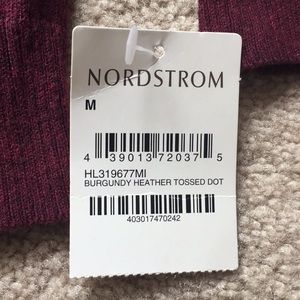 NORDSTROM
M
4 39013 72037 5
HL319677MI
BURGUNDY HEATHER TOSSED DOT
403017470242